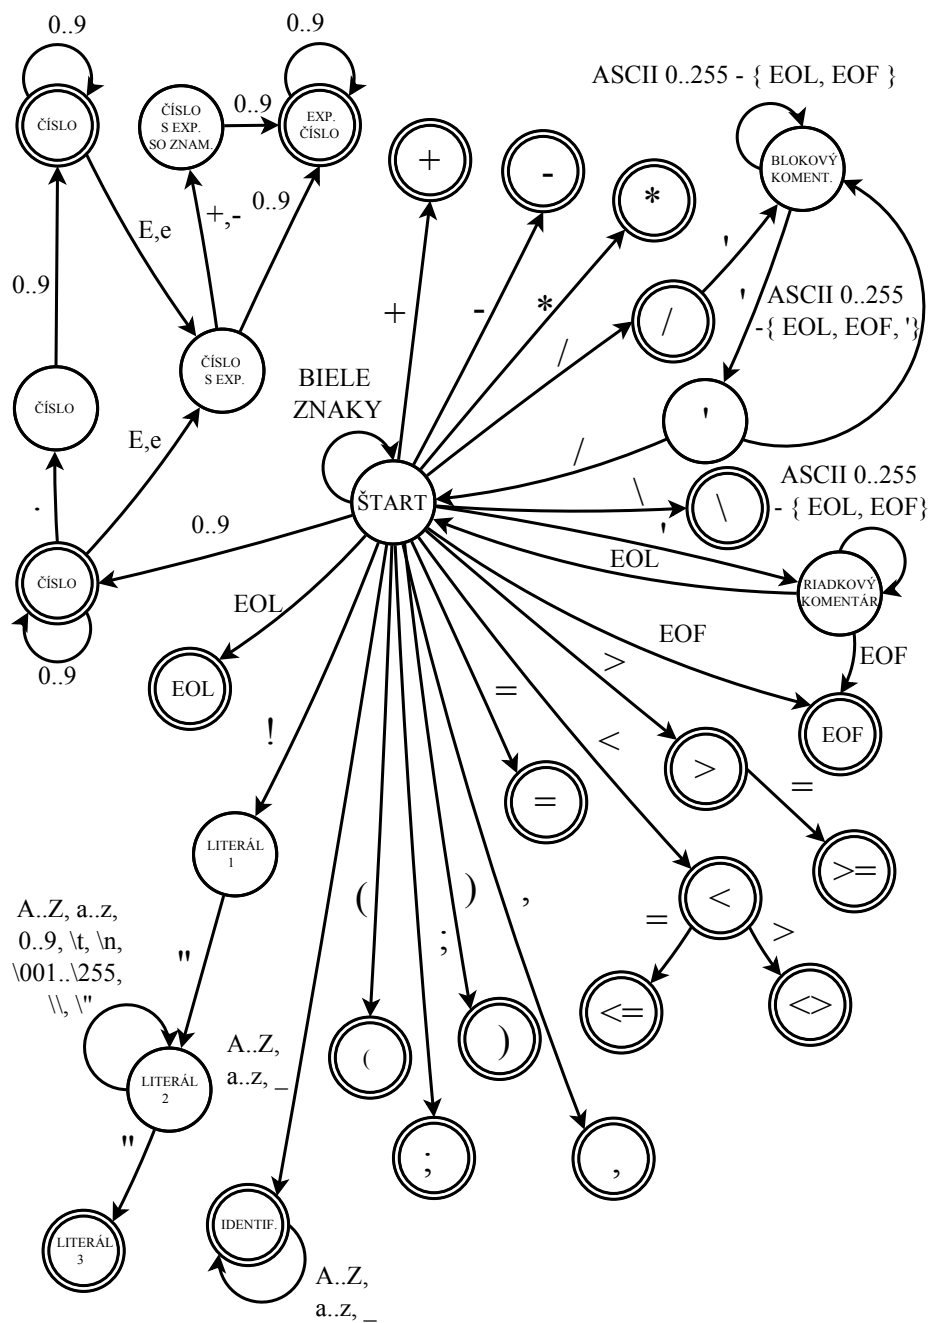 0..9
0..9
ASCII 0..255 - { EOL, EOF }
ČÍSLO
ČÍSLO
S EXP.
SO ZNAM.
0..9
EXP.
ČÍSLO
+
-
*
BLOKOVÝ
KOMENT.
+,-
0..9
E,e
'
0..9
+
-
*
/
/
'
ASCII 0..255
-{ EOL, EOF, '}
ČÍSLO
S EXP.
ČÍSLO
BIELE
ZNAKY
'
E,e
/
.
ŠTART
\
\
ASCII 0..255
- { EOL, EOF}
0..9
'
EOL
ČÍSLO
RIADKOVÝ
KOMENTÁR
0..9
EOL
EOF
EOF
EOL
>
=
!
<
EOF
>
=
=
LITERÁL
1
>=
(
)
,
<
=
>
A..Z, a..z,
0..9, \t, \n,
\001..\255,
\\, \"
"
;
<=
<>
A..Z,
a..z, _
(
)
LITERÁL
2
"
;
,
IDENTIF.
LITERÁL
3
A..Z,
a..z, _